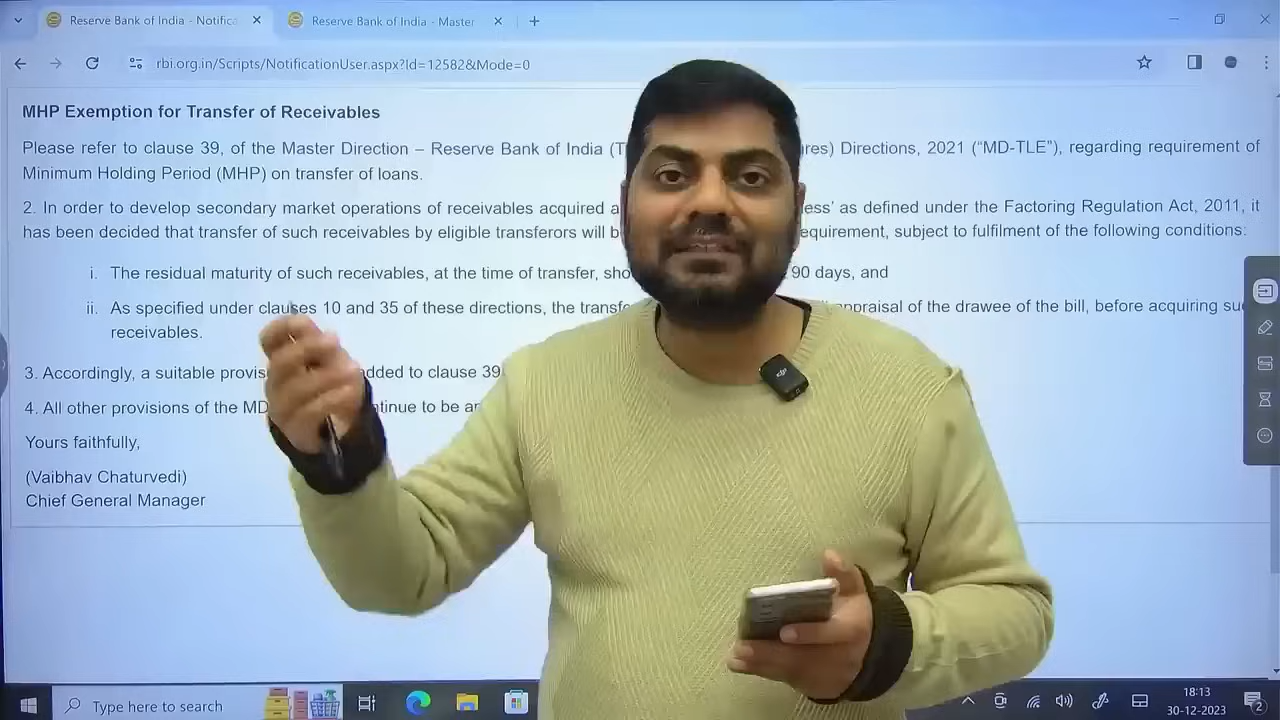 Reserve Bank of India - Notifica
Reserve Bank of India - Master
rbi.org.in/Scripts/NotificationUser.aspx?Id=12582&Mode=0
MHP Exemption for Transfer of Receivables
Please refer to clause 39, of the Master Direction – Reserve Bank of India (T res) Directions, 2021 (“MD-TLE”), regarding requirement of
Minimum Holding Period (MHP) on transfer of loans.
2. In order to develop secondary market operations of receivables acquired a ess’ as defined under the Factoring Regulation Act, 2011, it
has been decided that transfer of such receivables by eligible transferors will b equirement, subject to fulfilment of the following conditions:
i. The residual maturity of such receivables, at the time of transfer, sho 90 days, and
ii. As specified under clauses 10 and 35 of these directions, the transfe appraisal of the drawee of the bill, before acquiring su
receivables.
3. Accordingly, a suitable provis added to clause 39
4. All other provisions of the MD tinue to be ap
Yours faithfully,
(Vaibhav Chaturvedi)
Chief General Manager
dji
Type here to search
18:13
30-12-2023
2